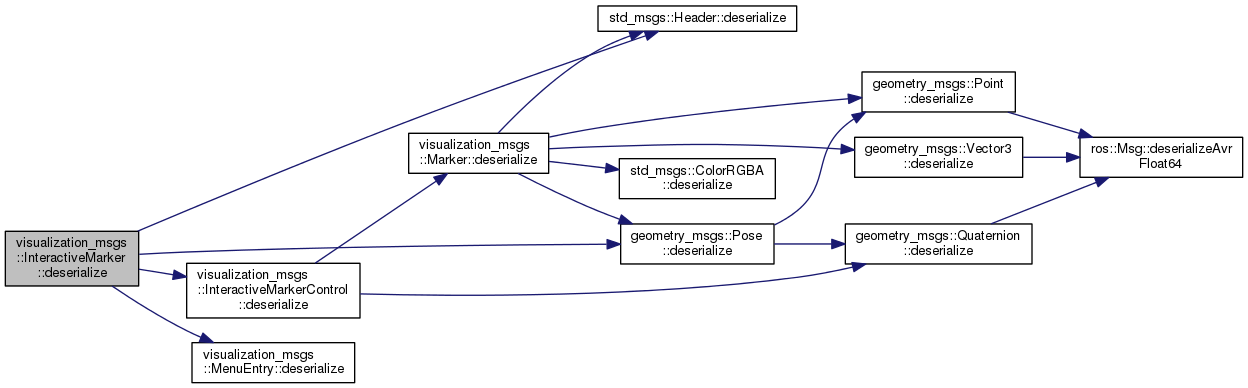 std_msgs::Header::deserialize
geometry_msgs::Point
::deserialize
visualization_msgs
::Marker::deserialize
geometry_msgs::Vector3
::deserialize
ros::Msg::deserializeAvr
Float64
std_msgs::ColorRGBA
::deserialize
visualization_msgs
::InteractiveMarker
::deserialize
geometry_msgs::Pose
::deserialize
geometry_msgs::Quaternion
::deserialize
visualization_msgs
::InteractiveMarkerControl
::deserialize
visualization_msgs
::MenuEntry::deserialize